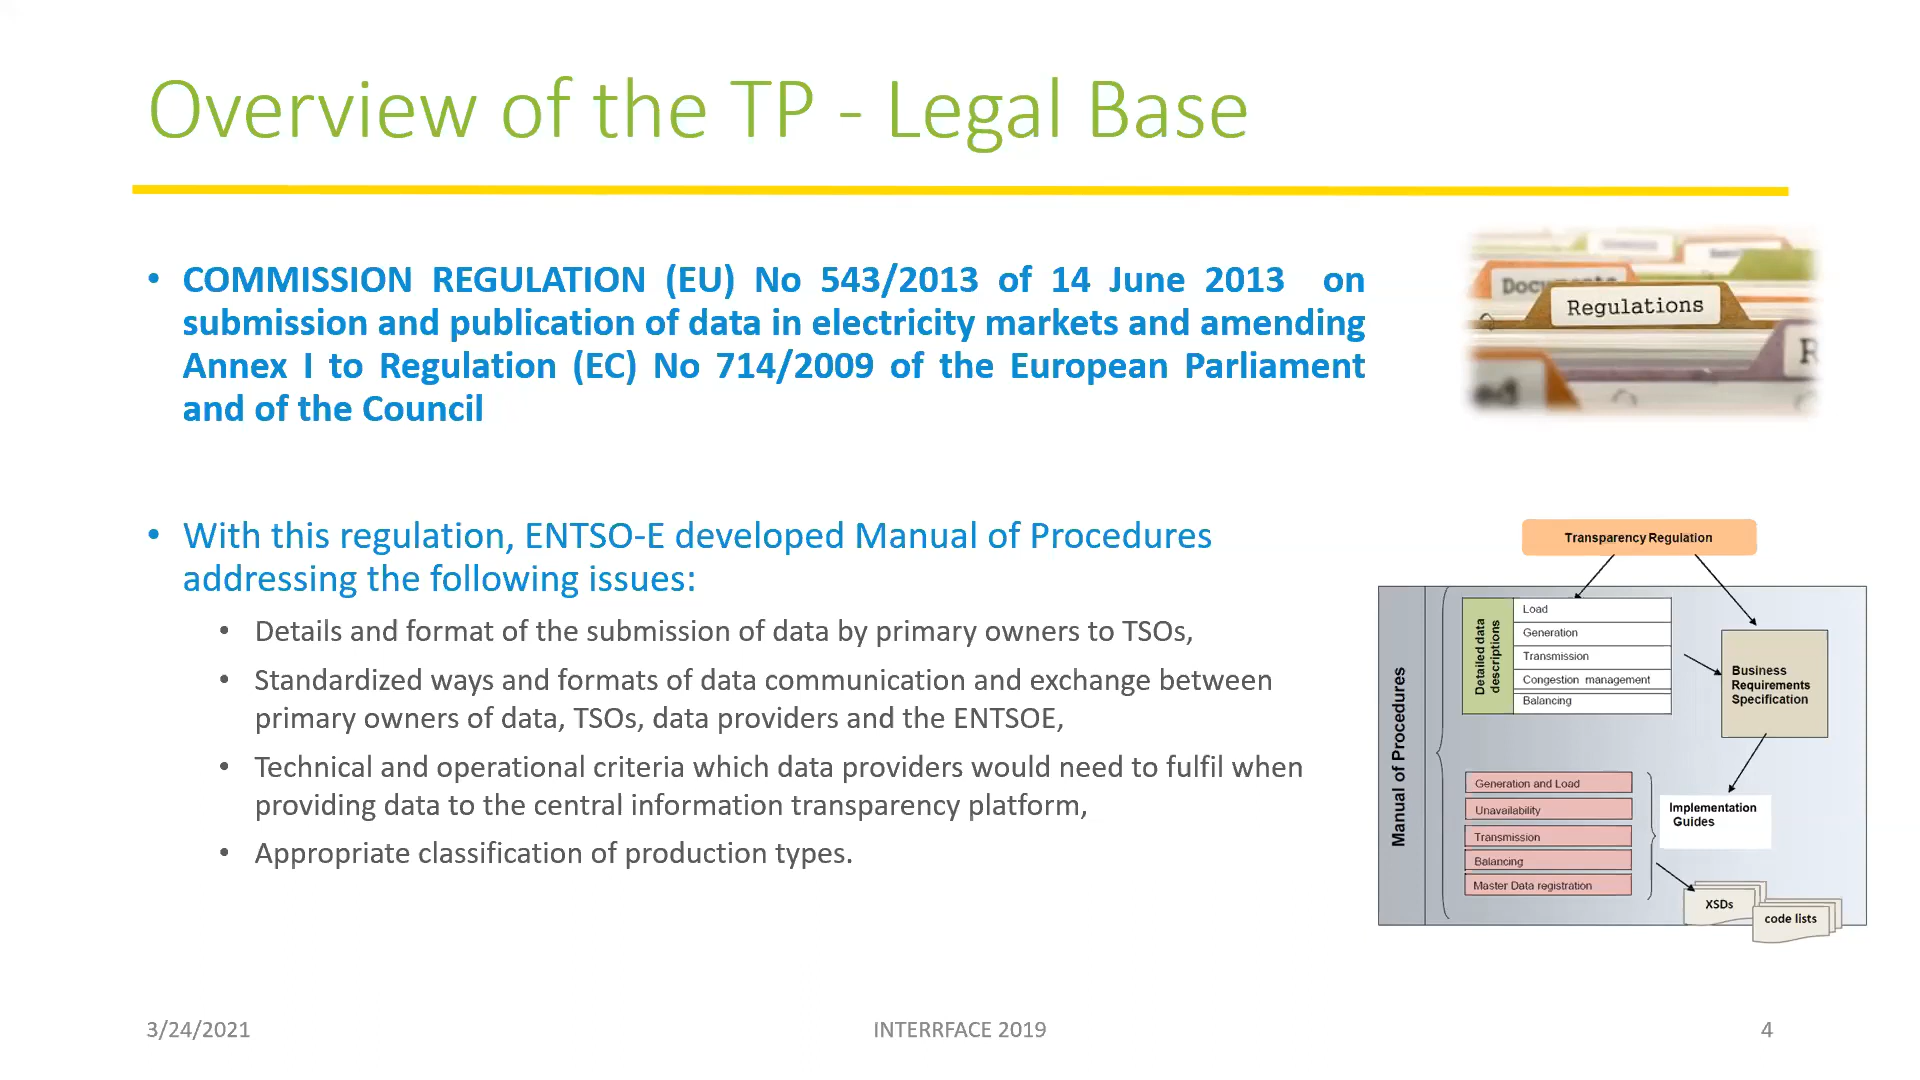 Overview of the TP - Legal Base
• COMMISSION REGULATION (EU) No 543/2013 of 14 June 2013 on
submission and publication of data in electricity markets and amending
Annex I to Regulation (EC) No 714/2009 of the European Parliament
and of the Council
Regulations
• With this regulation, ENTSO-E developed Manual of Procedures
addressing the following issues:
• Details and format of the submission of data by primary owners to TSOs,
• Standardized ways and formats of data communication and exchange between
primary owners of data, TSOs, data providers and the ENTSOE,
• Technical and operational criteria which data providers would need to fulfil when
providing data to the central information transparency platform,
• Appropriate classification of production types.
Transparency Regulation
Manual of Procedures
Detailed data
descriptions
Load
Generation
Transmission
Congestion management
Balancing
Business
Requirements
Specification
Generation and Load
Unavailability
Transmission
Balancing
Master Data registration
Implementation
Guides
XSDs
code lists
3/24/2021
INTERRFACE 2019
4